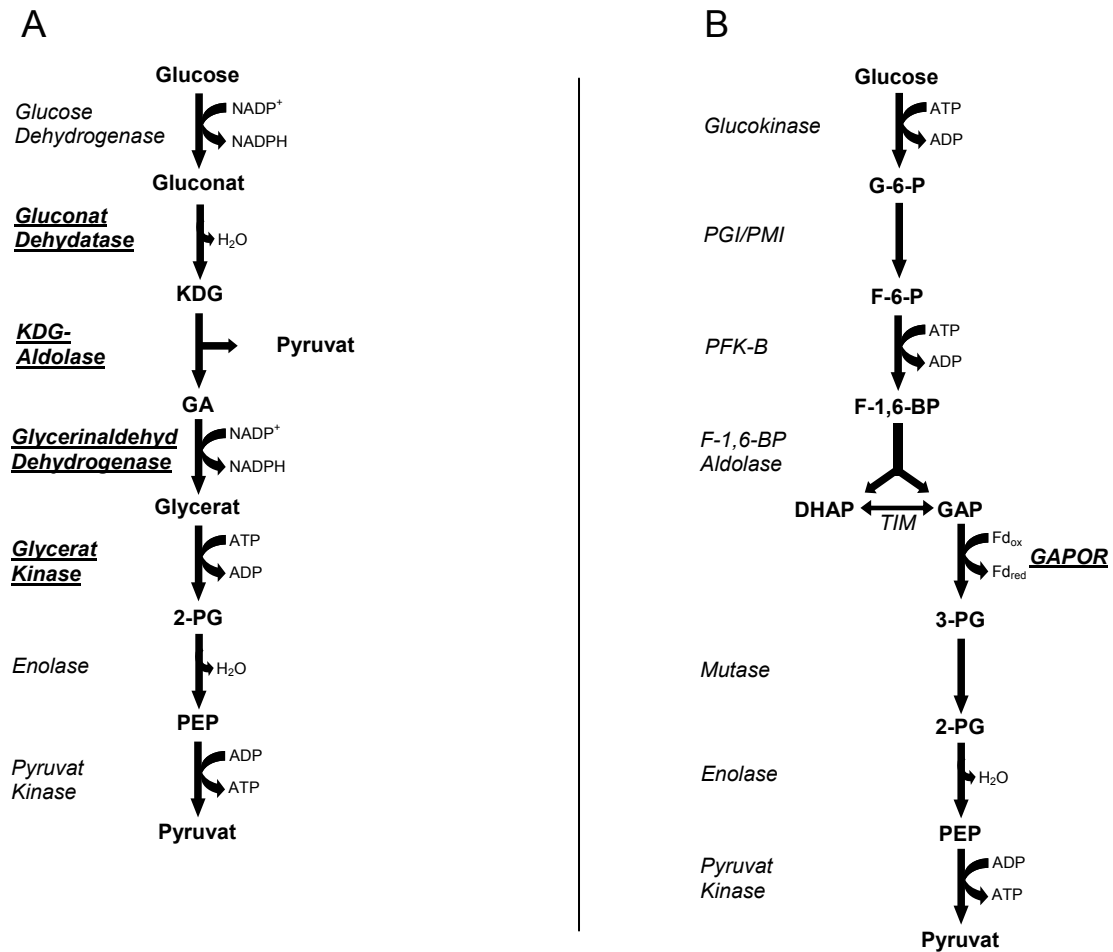 A
Glucose
Glucose
Dehydrogenase
NADP⁺
NADPH
Gluconat
Gluconat
Dehydatase
H₂O
KDG
KDG-
Aldolase
Pyruvat
GA
Glycerinaldehyd
Dehydrogenase
NADP⁺
NADPH
Glycerat
Glycerat
Kinase
ATP
ADP
2-PG
Enolase
H₂O
PEP
Pyruvat
Kinase
ADP
ATP
Pyruvat
B
Glucose
Glucokinase
ATP
ADP
G-6-P
PGI/PMI
F-6-P
PFK-B
ATP
ADP
F-1,6-BP
F-1,6-BP
Aldolase
DHAP
TIM
GAP
Fdox
Fdred
GAPOR
3-PG
Mutase
2-PG
Enolase
H₂O
PEP
Pyruvat
Kinase
ADP
ATP
Pyruvat